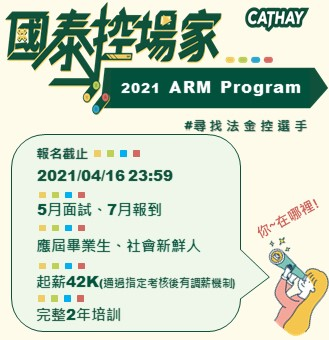 國泰控場家
CATHAY
2021 ARM Program
#尋找法金控選手
報名截止
2021/04/16 23:59
5月面試、7月報到
應屆畢業生、社會新鮮人
起薪42K(通過指定考核後有調薪機制)
完整2年培訓
你~在哪裡!